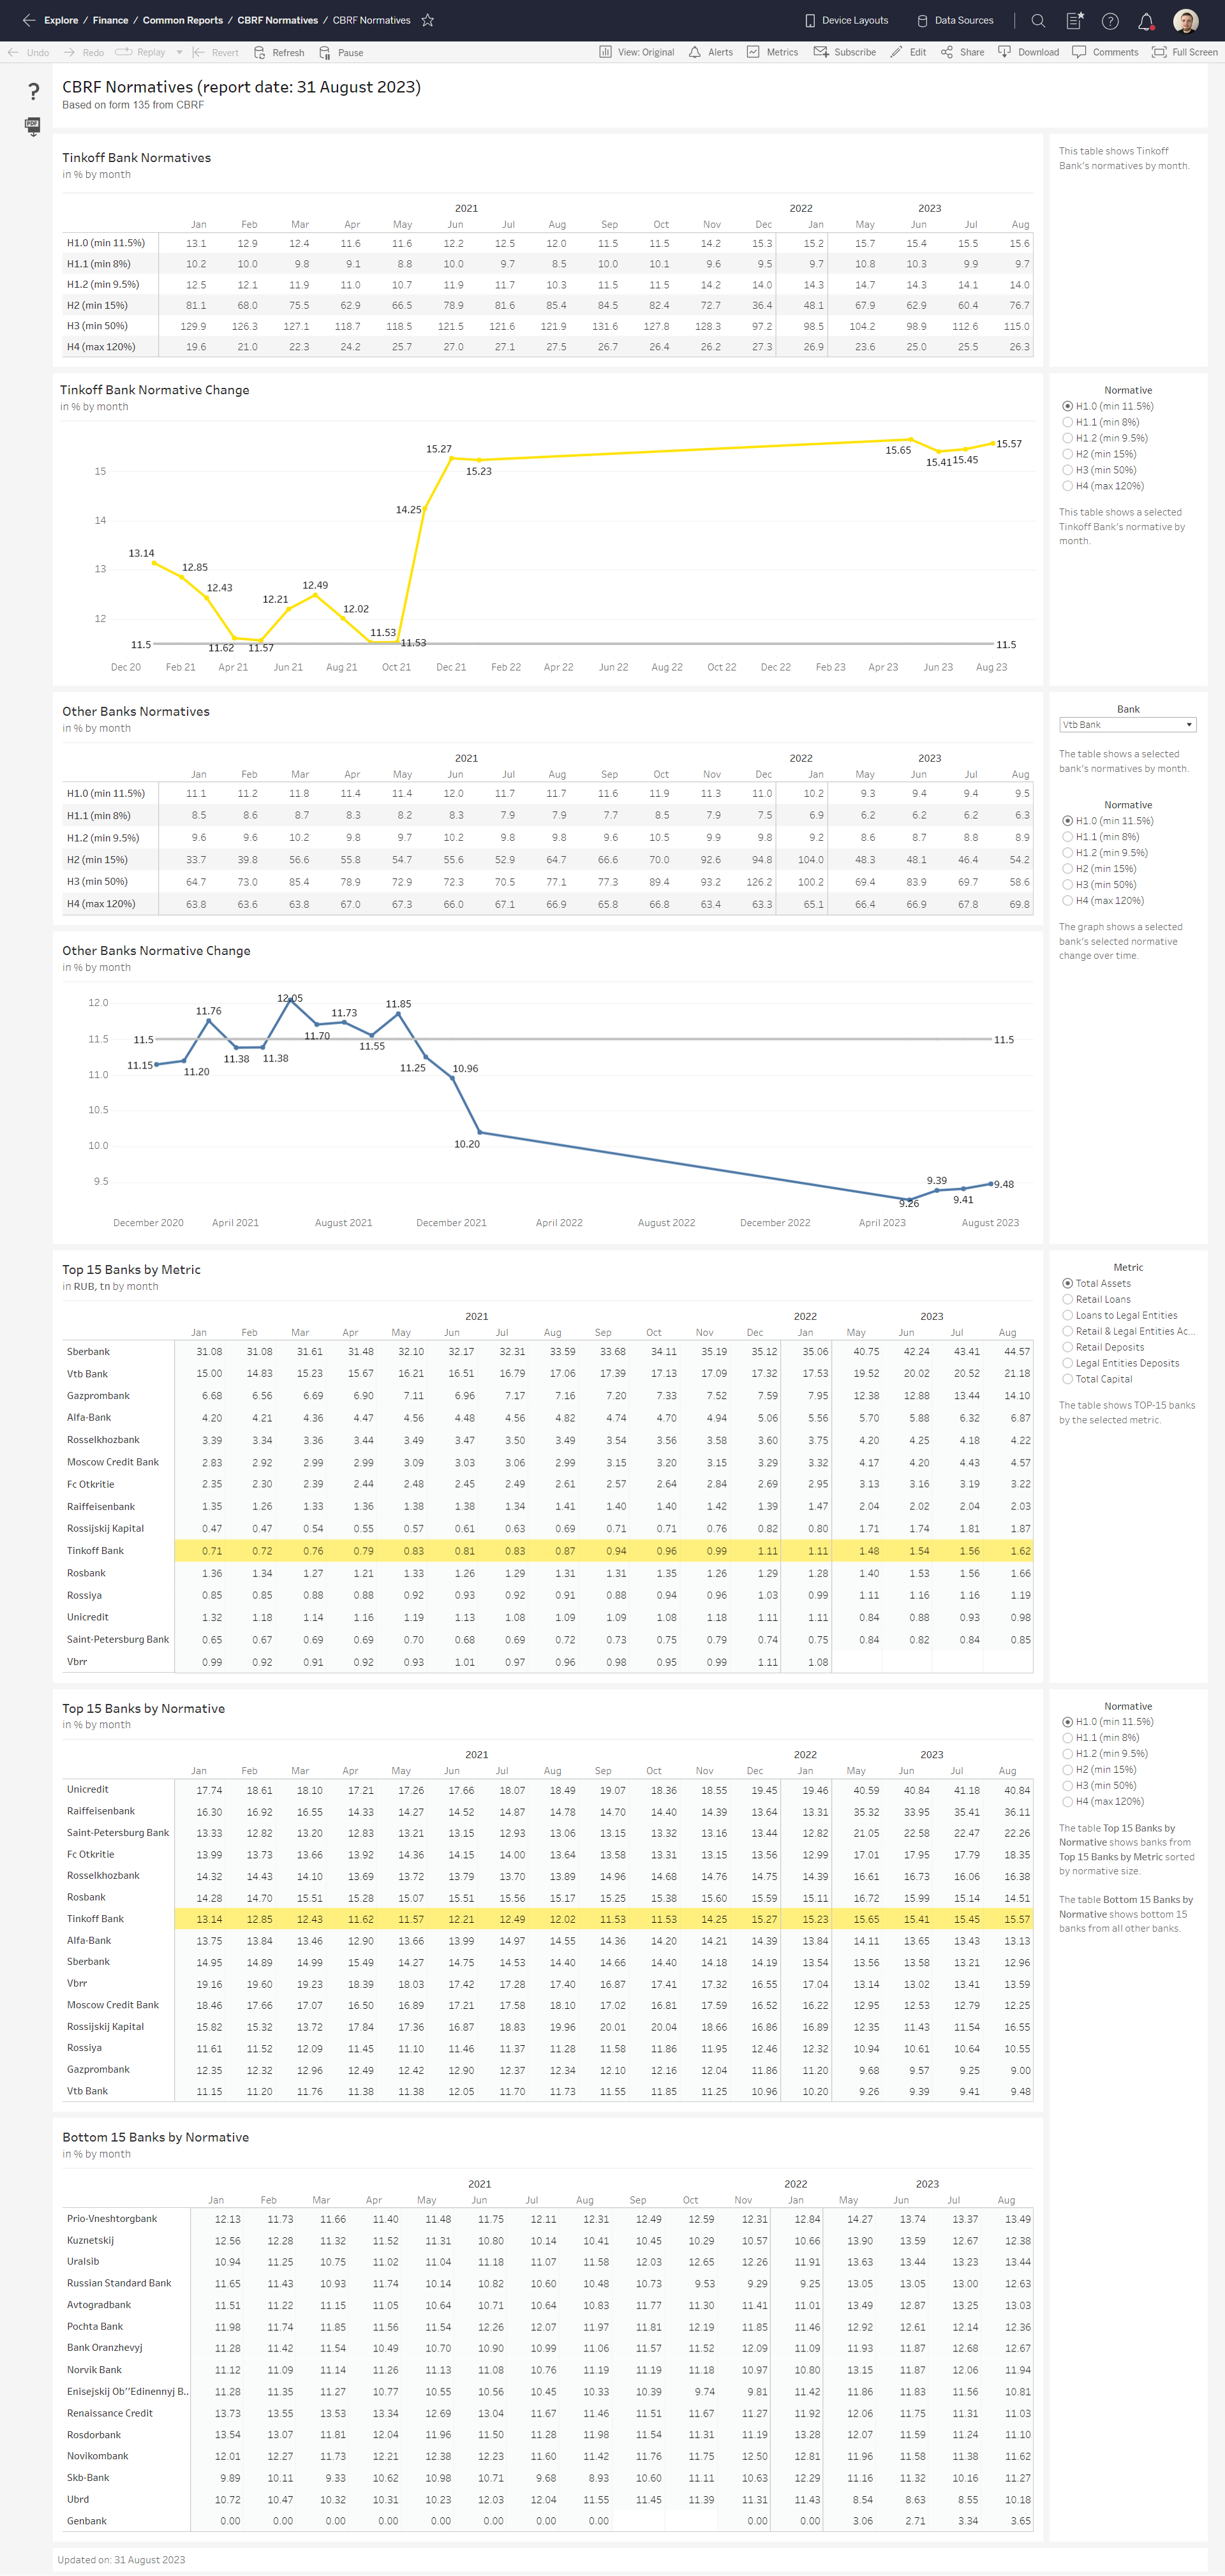 Explore / Finance / Common Reports / CBRF Normatives / CBRF Normatives Device Layouts Data Sources
Undo Redo Replay Revert Refresh Pause View: Original Alerts Metrics Subscribe Edit Share Download Comments Full Screen
?
PDF
CBRF Normatives (report date: 31 August 2023)
Based on form 135 from CBRF
Tinkoff Bank Normatives
in % by month
2021 2022 2023
Jan Feb Mar Apr May Jun Jul Aug Sep Oct Nov Dec Jan May Jun Jul Aug
H1.0 (min 11.5%) 13.1 12.9 12.4 11.6 11.6 12.2 12.5 12.0 11.5 11.5 14.2 15.3 15.2 15.7 15.4 15.5 15.6
H1.1 (min 8%) 10.2 10.0 9.8 9.1 8.8 10.0 9.7 8.5 10.0 10.1 9.6 9.5 9.7 10.8 10.3 9.9 9.7
H1.2 (min 9.5%) 12.5 12.1 11.9 11.0 10.7 11.9 11.7 10.3 11.5 11.5 14.2 14.0 14.3 14.7 14.3 14.1 14.0
H2 (min 15%) 81.1 68.0 75.5 62.9 66.5 78.9 81.6 85.4 84.5 82.4 72.7 36.4 48.1 67.9 62.9 60.4 76.7
H3 (min 50%) 129.9 126.3 127.1 118.7 118.5 121.5 121.6 121.9 131.6 127.8 128.3 97.2 98.5 104.2 98.9 112.6 115.0
H4 (max 120%) 19.6 21.0 22.3 24.2 25.7 27.0 27.1 27.5 26.7 26.4 26.2 27.3 26.9 23.6 25.0 25.5 26.3
This table shows Tinkoff
Bank's normatives by month.
Tinkoff Bank Normative Change
in % by month
15
14
13
12
13.14 12.85 12.43 11.62 11.57 12.21 12.49 12.02 11.53 11.53 14.25 15.27 15.23 15.65 15.41 15.45 15.57
11.5 11.5
Dec 20 Feb 21 Apr 21 Jun 21 Aug 21 Oct 21 Dec 21 Feb 22 Apr 22 Jun 22 Aug 22 Oct 22 Dec 22 Feb 23 Apr 23 Jun 23 Aug 23
Normative
H1.0 (min 11.5%)
H1.1 (min 8%)
H1.2 (min 9.5%)
H2 (min 15%)
H3 (min 50%)
H4 (max 120%)
This table shows a selected
Tinkoff Bank's normative by
month.
Other Banks Normatives
in % by month
2021 2022 2023
Jan Feb Mar Apr May Jun Jul Aug Sep Oct Nov Dec Jan May Jun Jul Aug
H1.0 (min 11.5%) 11.1 11.2 11.8 11.4 11.4 12.0 11.7 11.7 11.6 11.9 11.3 11.0 10.2 9.3 9.4 9.4 9.5
H1.1 (min 8%) 8.5 8.6 8.7 8.3 8.2 8.3 7.9 7.9 7.7 8.5 7.9 7.5 6.9 6.2 6.2 6.2 6.3
H1.2 (min 9.5%) 9.6 9.6 10.2 9.8 9.7 10.2 9.8 9.8 9.6 10.5 9.9 9.8 9.2 8.6 8.7 8.8 8.9
H2 (min 15%) 33.7 39.8 56.6 55.8 54.7 55.6 52.9 64.7 66.6 70.0 92.6 94.8 104.0 48.3 48.1 46.4 54.2
H3 (min 50%) 64.7 73.0 85.4 78.9 72.9 72.3 70.5 77.1 77.3 89.4 93.2 126.2 100.2 69.4 83.9 69.7 58.6
H4 (max 120%) 63.8 63.6 63.8 67.0 67.3 66.0 67.1 66.9 65.8 66.8 63.4 63.3 65.1 66.4 66.9 67.8 69.8
Bank
Vtb Bank
The table shows a selected
bank's normatives by month.
Normative
H1.0 (min 11.5%)
H1.1 (min 8%)
H1.2 (min 9.5%)
H2 (min 15%)
H3 (min 50%)
H4 (max 120%)
The graph shows a selected
bank's selected normative
change over time.
Other Banks Normative Change
in % by month
12.0
11.5
11.0
10.5
10.0
9.5
11.15 11.20 11.76 11.38 11.38 12.05 11.70 11.73 11.55 11.85 11.25 10.96 10.20 9.26 9.39 9.41 9.48
11.5 11.5
December 2020 April 2021 August 2021 December 2021 April 2022 August 2022 December 2022 April 2023 August 2023
Top 15 Banks by Metric
in RUB, tn by month
2021 2022 2023
Jan Feb Mar Apr May Jun Jul Aug Sep Oct Nov Dec Jan May Jun Jul Aug
Sberbank 31.08 31.08 31.61 31.48 32.10 32.17 32.31 33.59 33.68 34.11 35.19 35.12 35.06 40.75 42.24 43.41 44.57
Vtb Bank 15.00 14.83 15.23 15.67 16.21 16.51 16.79 17.06 17.39 17.13 17.09 17.32 17.53 19.52 20.02 20.52 21.18
Gazprombank 6.68 6.56 6.69 6.90 7.11 6.96 7.17 7.16 7.20 7.33 7.52 7.59 7.95 12.38 12.88 13.44 14.10
Alfa-Bank 4.20 4.21 4.36 4.47 4.56 4.48 4.56 4.82 4.74 4.70 4.94 5.06 5.56 5.70 5.88 6.32 6.87
Rosselkhozbank 3.39 3.34 3.36 3.44 3.49 3.47 3.50 3.49 3.54 3.56 3.58 3.60 3.75 4.20 4.25 4.18 4.22
Moscow Credit Bank 2.83 2.92 2.99 2.99 3.09 3.03 3.06 2.99 3.15 3.20 3.15 3.29 3.32 4.17 4.20 4.43 4.57
Fc Otkritie 2.35 2.30 2.39 2.44 2.48 2.45 2.49 2.61 2.57 2.64 2.84 2.69 2.95 3.13 3.16 3.19 3.22
Raiffeisenbank 1.35 1.26 1.33 1.36 1.38 1.38 1.34 1.41 1.40 1.40 1.42 1.39 1.47 2.04 2.02 2.04 2.03
Rossijskij Kapital 0.47 0.47 0.54 0.55 0.57 0.61 0.63 0.69 0.71 0.71 0.76 0.82 0.80 1.71 1.74 1.81 1.87
Tinkoff Bank 0.71 0.72 0.76 0.79 0.83 0.81 0.83 0.87 0.94 0.96 0.99 1.11 1.11 1.48 1.54 1.56 1.62
Rosbank 1.36 1.34 1.27 1.21 1.33 1.26 1.29 1.31 1.31 1.35 1.26 1.29 1.28 1.40 1.53 1.56 1.66
Rossiya 0.85 0.85 0.88 0.88 0.92 0.93 0.92 0.91 0.88 0.94 0.96 1.03 0.99 1.11 1.16 1.16 1.19
Unicredit 1.32 1.18 1.14 1.16 1.19 1.13 1.08 1.09 1.09 1.08 1.18 1.11 1.11 0.84 0.88 0.93 0.98
Saint-Petersburg Bank 0.65 0.67 0.69 0.69 0.70 0.68 0.69 0.72 0.73 0.75 0.79 0.74 0.75 0.84 0.82 0.84 0.85
Vbrr 0.99 0.92 0.91 0.92 0.93 1.01 0.97 0.96 0.98 0.95 0.99 1.11 1.08
Metric
Total Assets
Retail Loans
Loans to Legal Entities
Retail & Legal Entities Ac...
Retail Deposits
Legal Entities Deposits
Total Capital
The table shows TOP-15 banks
by the selected metric.
Top 15 Banks by Normative
in % by month
2021 2022 2023
Jan Feb Mar Apr May Jun Jul Aug Sep Oct Nov Dec Jan May Jun Jul Aug
Unicredit 17.74 18.61 18.10 17.21 17.26 17.66 18.07 18.49 19.07 18.36 18.55 19.45 19.46 40.59 40.84 41.18 40.84
Raiffeisenbank 16.30 16.92 16.55 14.33 14.27 14.52 14.87 14.78 14.70 14.40 14.39 13.64 13.31 35.32 33.95 35.41 36.11
Saint-Petersburg Bank 13.33 12.82 13.20 12.83 13.21 13.15 12.93 13.06 13.15 13.32 13.16 13.44 12.82 21.05 22.58 22.47 22.26
Fc Otkritie 13.99 13.73 13.66 13.92 14.36 14.15 14.00 13.64 13.58 13.31 13.15 13.56 12.99 17.01 17.95 17.79 18.35
Rosselkhozbank 14.32 14.43 14.10 13.69 13.72 13.79 13.70 13.89 14.96 14.68 14.76 14.75 14.39 16.61 16.73 16.06 16.38
Rosbank 14.28 14.70 15.51 15.28 15.07 15.51 15.56 15.17 15.25 15.38 15.60 15.59 15.11 16.72 15.99 15.14 14.51
Tinkoff Bank 13.14 12.85 12.43 11.62 11.57 12.21 12.49 12.02 11.53 11.53 14.25 15.27 15.23 15.65 15.41 15.45 15.57
Alfa-Bank 13.75 13.84 13.46 12.90 13.66 13.99 14.97 14.55 14.36 14.20 14.21 14.39 13.84 14.11 13.65 13.43 13.13
Sberbank 14.95 14.89 14.99 15.49 14.27 14.75 14.53 14.40 14.66 14.40 14.18 14.19 13.54 13.56 13.58 13.21 12.96
Vbrr 19.16 19.60 19.23 18.39 18.03 17.42 17.28 17.40 16.87 17.41 17.32 16.55 17.04 13.14 13.02 13.41 13.59
Moscow Credit Bank 18.46 17.66 17.07 16.50 16.89 17.21 17.58 18.10 17.02 16.81 17.59 16.52 16.22 12.95 12.53 12.79 12.25
Rossijskij Kapital 15.82 15.32 13.72 17.84 17.36 16.87 18.83 19.96 20.01 20.04 18.66 16.86 16.89 12.35 11.43 11.54 16.55
Rossiya 11.61 11.52 12.09 11.45 11.10 11.46 11.37 11.28 11.58 11.86 11.95 12.46 12.32 10.94 10.61 10.64 10.55
Gazprombank 12.35 12.32 12.96 12.49 12.42 12.90 12.37 12.34 12.10 12.16 12.04 11.86 11.20 9.68 9.57 9.25 9.00
Vtb Bank 11.15 11.20 11.76 11.38 11.38 12.05 11.70 11.73 11.55 11.85 11.25 10.96 10.20 9.26 9.39 9.41 9.48
Normative
H1.0 (min 11.5%)
H1.1 (min 8%)
H1.2 (min 9.5%)
H2 (min 15%)
H3 (min 50%)
H4 (max 120%)
The table Top 15 Banks by
Normative shows banks from
Top 15 Banks by Metric sorted
by normative size.
The table Bottom 15 Banks by
Normative shows bottom 15
banks from all other banks.
Bottom 15 Banks by Normative
in % by month
2021 2022 2023
Jan Feb Mar Apr May Jun Jul Aug Sep Oct Nov Jan May Jun Jul Aug
Prio-Vneshtorgbank 12.13 11.73 11.66 11.40 11.48 11.75 12.11 12.31 12.49 12.59 12.31 12.84 14.27 13.74 13.37 13.49
Kuznetskij 12.56 12.28 11.32 11.52 11.31 10.80 10.14 10.41 10.45 10.29 10.57 10.66 13.90 13.59 12.67 12.38
Uralsib 10.94 11.25 10.75 11.02 11.04 11.18 11.07 11.58 12.03 12.65 12.26 11.91 13.63 13.44 13.23 13.44
Russian Standard Bank 11.65 11.43 10.93 11.74 10.14 10.82 10.60 10.48 10.73 9.53 9.29 9.25 13.05 13.05 13.00 12.63
Avtogradbank 11.51 11.22 11.15 11.05 10.64 10.71 10.64 10.83 11.77 11.30 11.41 11.01 13.49 12.87 13.25 13.03
Pochta Bank 11.98 11.74 11.85 11.56 11.54 12.26 12.07 11.97 11.81 12.19 11.85 11.46 12.92 12.61 12.14 12.36
Bank Oranzhevyj 11.28 11.42 11.54 10.49 10.70 10.90 10.99 11.06 11.57 11.52 12.09 11.09 11.93 11.87 12.68 12.67
Norvik Bank 11.12 11.09 11.14 11.26 11.13 11.08 10.76 11.19 11.19 11.18 10.97 10.80 13.15 11.87 12.06 11.94
Enisejskij Ob''Edinennyj B.. 11.28 11.35 11.27 10.77 10.55 10.56 10.45 10.33 10.39 9.74 9.81 11.42 11.86 11.83 11.56 10.81
Renaissance Credit 13.73 13.55 13.53 13.34 12.69 13.04 11.67 11.46 11.51 11.67 11.27 11.92 12.06 11.75 11.31 11.03
Rosdorbank 13.54 13.07 11.81 12.04 11.96 11.50 11.28 11.98 11.54 11.31 11.19 13.28 12.07 11.59 11.24 11.10
Novikombank 12.01 12.27 11.73 12.21 12.38 12.23 11.60 11.42 11.76 11.75 12.50 12.81 11.96 11.58 11.38 11.62
Skb-Bank 9.89 10.11 9.33 10.62 10.98 10.71 9.68 8.93 10.60 11.11 10.63 12.29 11.16 11.32 10.16 11.27
Ubrd 10.72 10.47 10.32 10.31 10.23 12.03 12.04 11.55 11.45 11.39 11.31 11.43 8.54 8.63 8.55 10.18
Genbank 0.00 0.00 0.00 0.00 0.00 0.00 0.00 0.00 0.00 0.00 3.06 2.71 3.34 3.65
Updated on: 31 August 2023